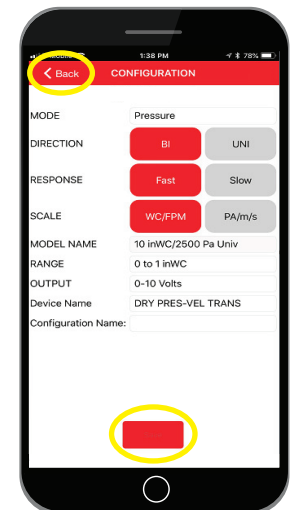 1:38 PM 78%
Back CONFIGURATION
MODE Pressure
DIRECTION BI UNI
RESPONSE Fast Slow
SCALE WC/FPM PA/m/s
MODEL NAME 10 inWC/2500 Pa Univ
RANGE 0 to 1 inWC
OUTPUT 0-10 Volts
Device Name DRY PRES-VEL TRANS
Configuration Name: